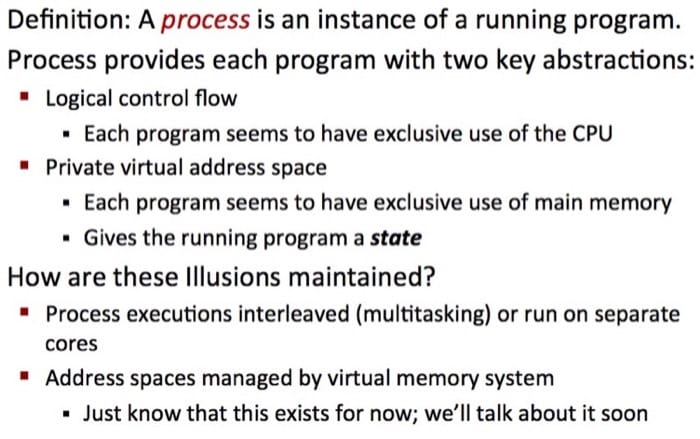 Definition: A process is an instance of a running program.
Process provides each program with two key abstractions:
▪ Logical control flow
▪ Each program seems to have exclusive use of the CPU
▪ Private virtual address space
▪ Each program seems to have exclusive use of main memory
▪ Gives the running program a state
How are these Illusions maintained?
▪ Process executions interleaved (multitasking) or run on separate
cores
▪ Address spaces managed by virtual memory system
▪ Just know that this exists for now; we’ll talk about it soon